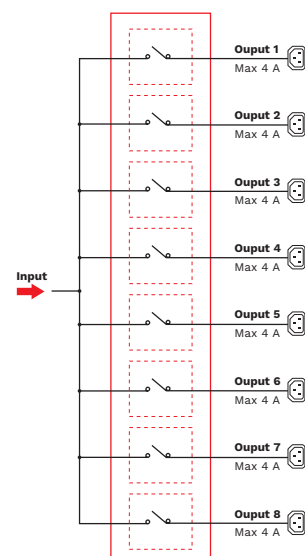 Ouput 1
Max 4 A
Ouput 2
Max 4 A
Ouput 3
Max 4 A
Ouput 4
Max 4 A
Input
Ouput 5
Max 4 A
Ouput 6
Max 4 A
Ouput 7
Max 4 A
Ouput 8
Max 4 A